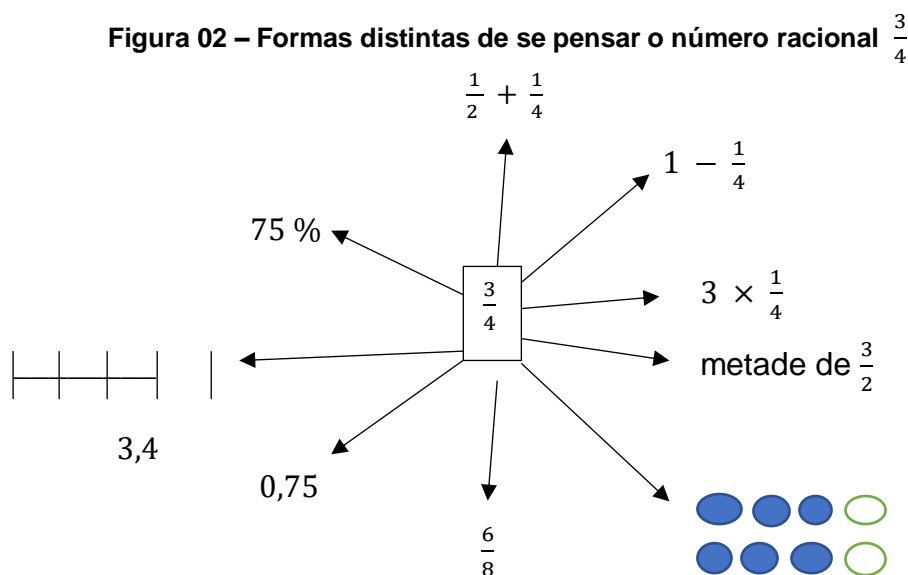 Figura 02 – Formas distintas de se pensar o número racional 3/4
1/2 + 1/4
1 − 1/4
75 %
3/4
3 × 1/4
metade de 3/2
3,4
0,75
6/8